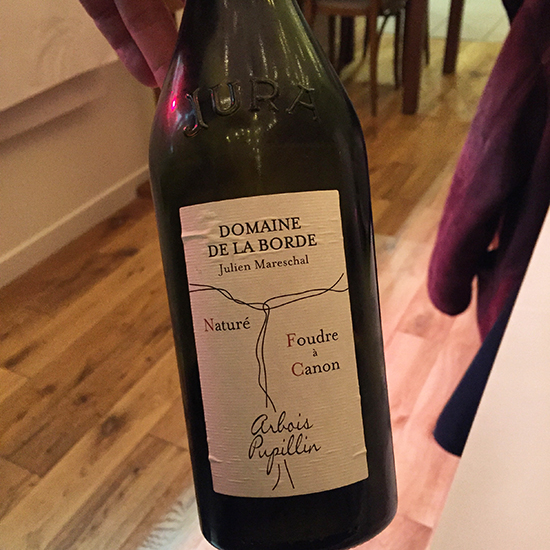 JURA
DOMAINE
DE LA BORDE
Julien Mareschal
Naturé
Foudre
à
Canon
Arbois
Pupillin